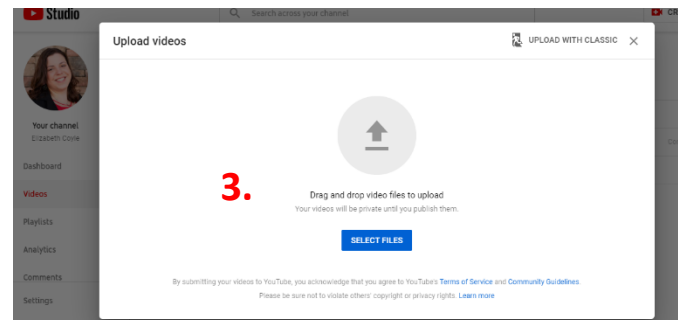 Studio
Search across your channel
CR
Upload videos
UPLOAD WITH CLASSIC
Your channel
Elizabeth Covie
Dashboard
3.
Drag and drop video files to upload
Videos
Your videos will be private until you publish them.
Playlists
SELECT FILES
Analytics
Comments
By submitting your videos to YouTube, you acknowledge that you agree to YouTube's Terms of Service and Community Guidelines.
Please be sure not to violate others' copyright or privacy rights. Learn more
Settings